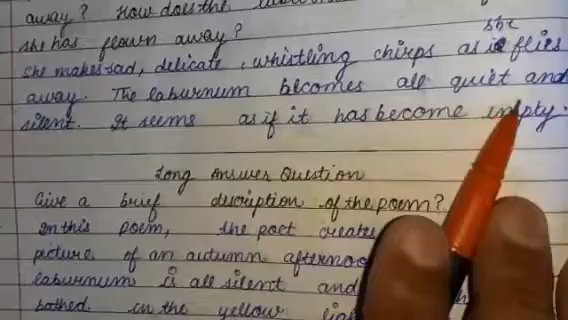 away? How does the
she has flown away?
she
she makes sad, delicate, whistling chirps as it flies
away. The laburnum becomes all quiet and
silent. It seems as if it has become empty.
Long Answer Question
Give a brief description of the poem?
In this poem, the poet creates
picture of an autumn afternoo
laburnum is all silent and
bathed in the yellow